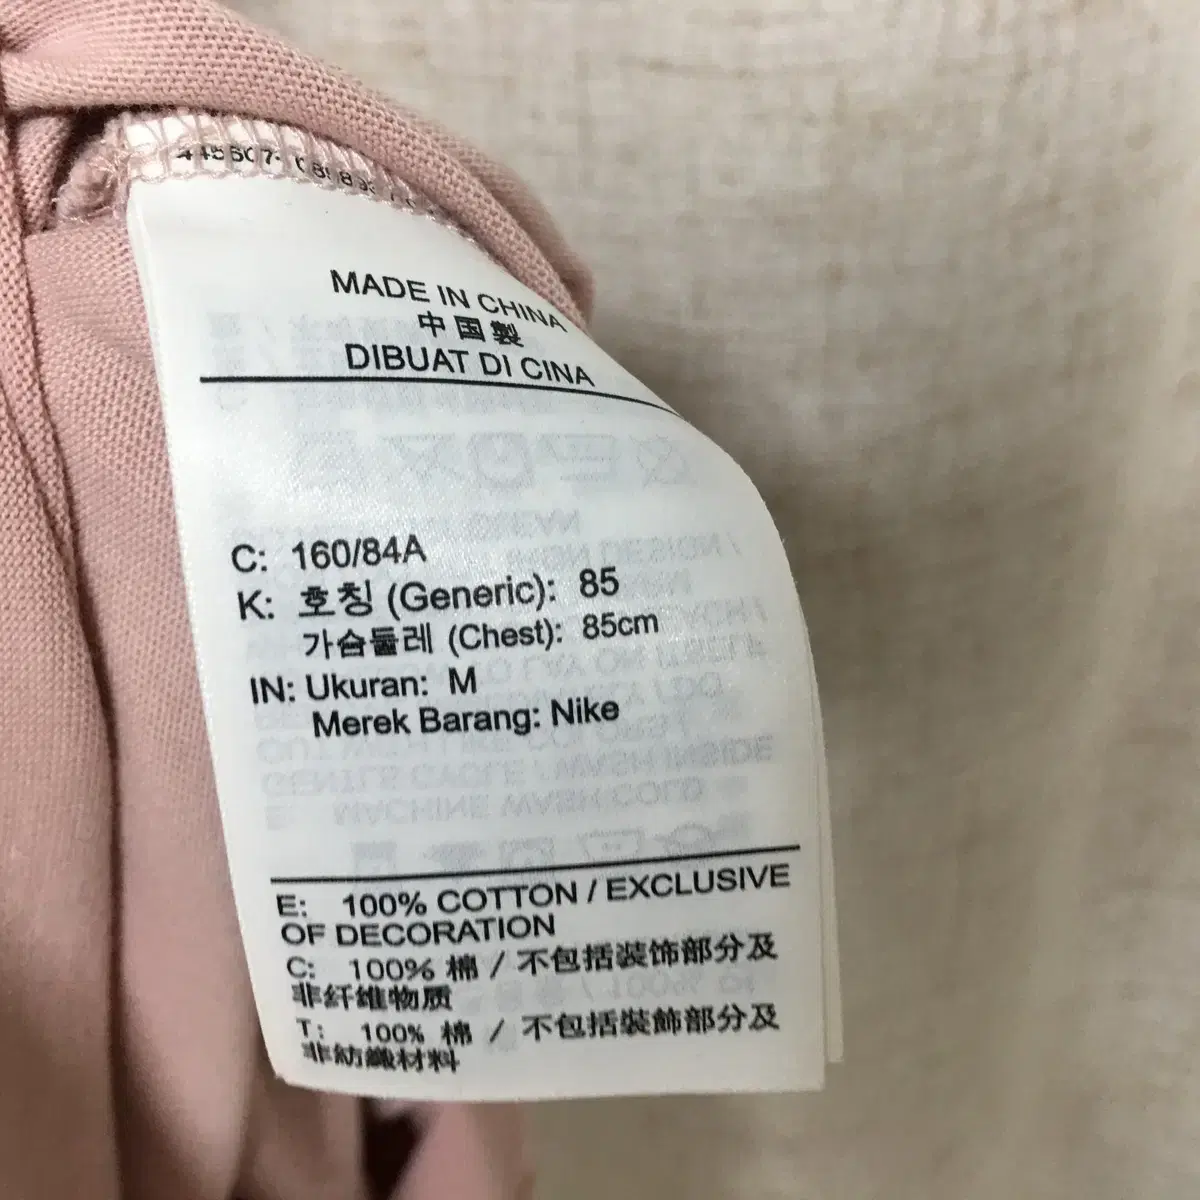 MADE IN CHINA
中国製
DIBUAT DI CINA
C: 160/84A
K: 호칭 (Generic): 85
가슴둘레 (Chest): 85cm
IN: Ukuran: M
Merek Barang: Nike
E: 100% COTTON / EXCLUSIVE
OF DECORATION
C: 100% 棉 / 不包括装饰部分及
非纤维物质
T: 100% 棉 / 不包括裝飾部分及
非紡織材料